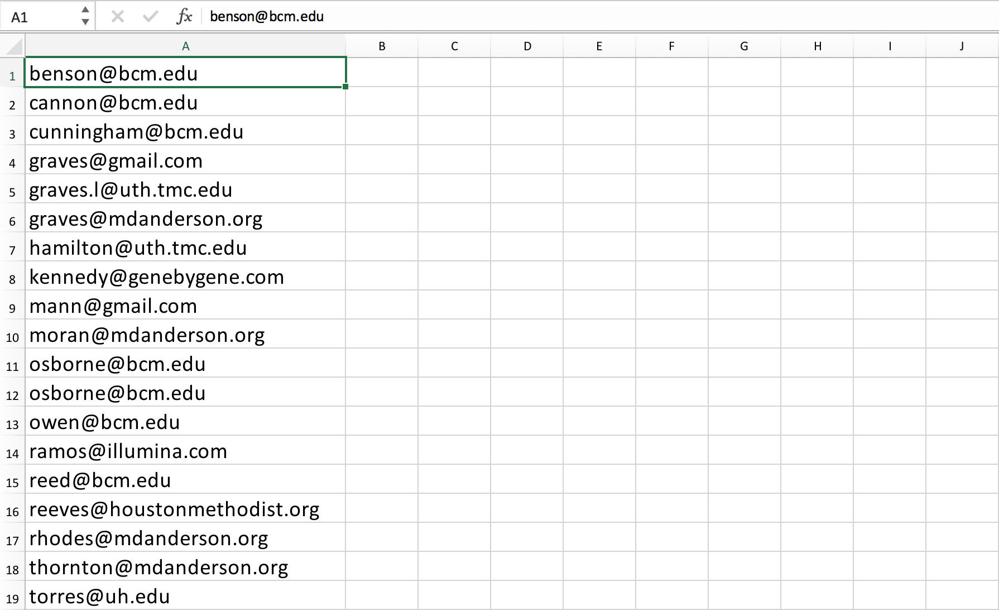 A1 fx benson@bcm.edu
A B C D E F G H I J
1 benson@bcm.edu
2 cannon@bcm.edu
3 cunningham@bcm.edu
4 graves@gmail.com
5 graves.l@uth.tmc.edu
6 graves@mdanderson.org
7 hamilton@uth.tmc.edu
8 kennedy@genebygene.com
9 mann@gmail.com
10 moran@mdanderson.org
11 osborne@bcm.edu
12 osborne@bcm.edu
13 owen@bcm.edu
14 ramos@illumina.com
15 reed@bcm.edu
16 reeves@houstonmethodist.org
17 rhodes@mdanderson.org
18 thornton@mdanderson.org
19 torres@uh.edu